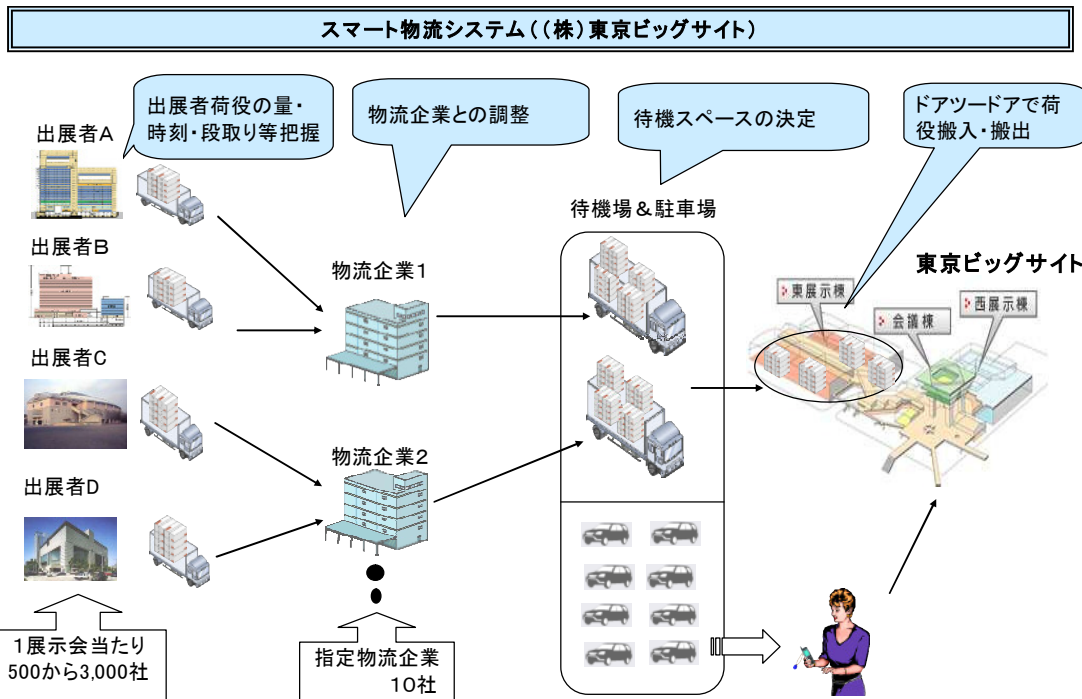 スマート物流システム((株)東京ビッグサイト)
出展者荷役の量・
時刻・段取り等把握
物流企業との調整
待機スペースの決定
ドアツードアで荷
役搬入・搬出
出展者A
出展者B
出展者C
出展者D
物流企業1
物流企業2
待機場&駐車場
東京ビッグサイト
東展示棟
会議棟
西展示棟
1展示会当たり
500から3,000社
指定物流企業
10社